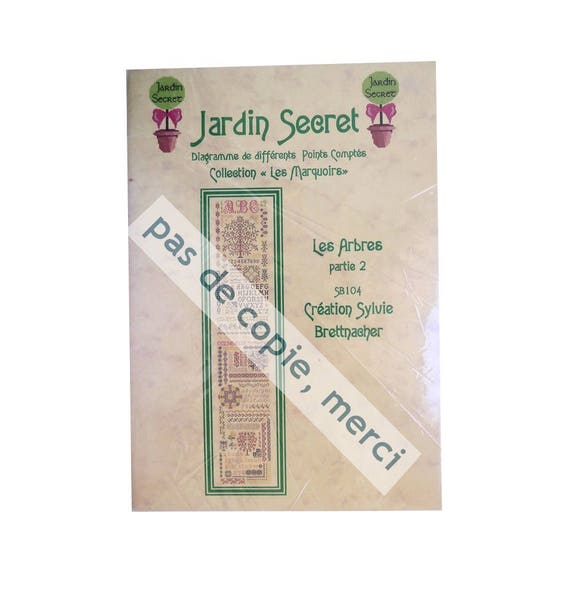 Jardin
Secret
Jardin
Secret
Jardin Secret
Diagramme de différents Points Comptés
Collection « Les Marquoirs»
ABC
Les Arbres
partie 2
SB104
Création Sylvie
Brettnacher
pas de copie, merci